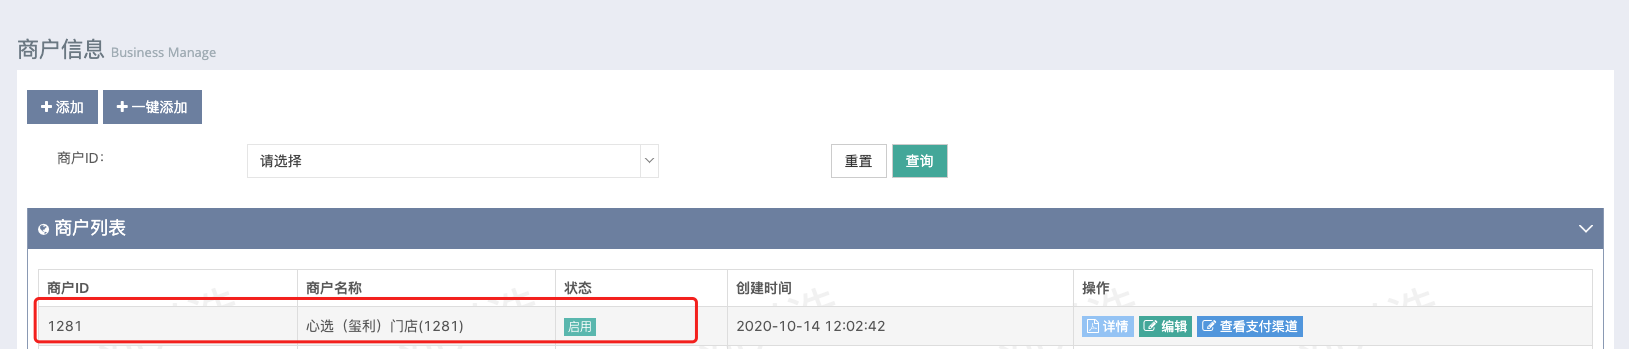 商户信息 Business Manage
添加 一键添加
商户ID： 请选择 重置 查询
商户列表
商户ID 商户名称 状态 创建时间 操作
1281 心选（玺利）门店(1281) 启用 2020-10-14 12:02:42 详情 编辑 查看支付渠道